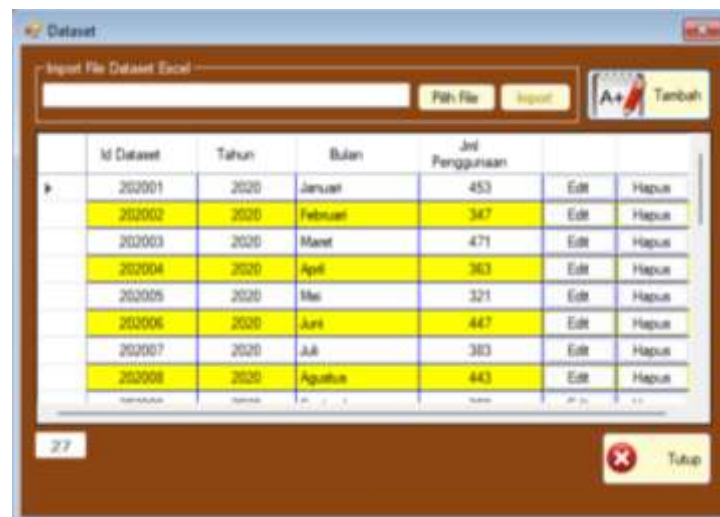 Dataset
Import File Dataset Excel
Pilih File Import
A+ Tambah
Id Dataset Tahun Bulan Jml Penggunaan
202001 2020 Januari 453 Edit Hapus
202002 2020 Februari 347 Edit Hapus
202003 2020 Maret 471 Edit Hapus
202004 2020 April 363 Edit Hapus
202005 2020 Mei 321 Edit Hapus
202006 2020 Juni 447 Edit Hapus
202007 2020 Juli 383 Edit Hapus
202008 2020 Agustus 443 Edit Hapus
27
Tutup